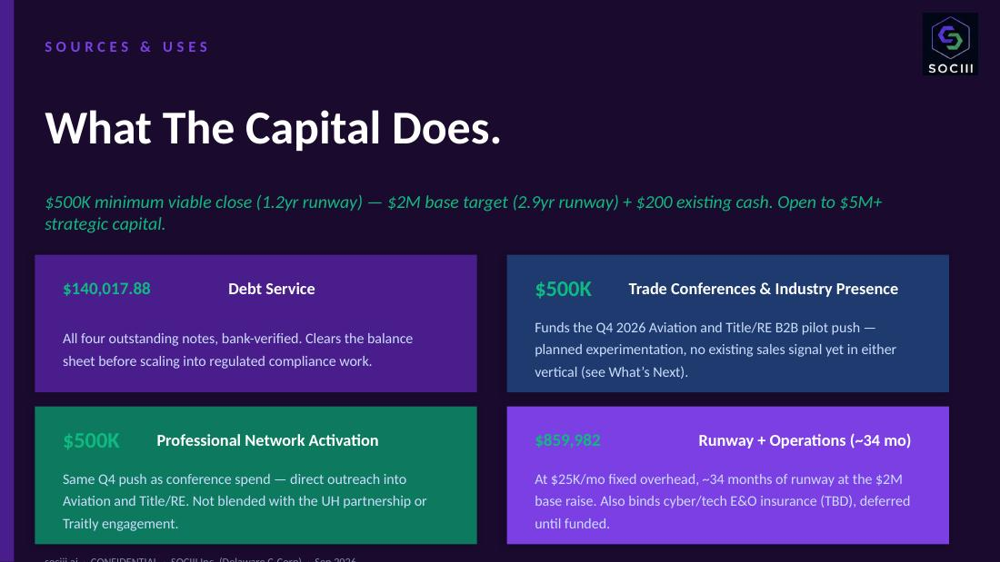 SOURCES & USES
SOCIII
What The Capital Does.
$500K minimum viable close (1.2yr runway) — $2M base target (2.9yr runway) + $200 existing cash. Open to $5M+
strategic capital.
$140,017.88 Debt Service
All four outstanding notes, bank-verified. Clears the balance
sheet before scaling into regulated compliance work.
$500K Trade Conferences & Industry Presence
Funds the Q4 2026 Aviation and Title/RE B2B pilot push —
planned experimentation, no existing sales signal yet in either
vertical (see What's Next).
$500K Professional Network Activation
Same Q4 push as conference spend — direct outreach into
Aviation and Title/RE. Not blended with the UH partnership or
Traitly engagement.
$859,982 Runway + Operations (~34 mo)
At $25K/mo fixed overhead, ~34 months of runway at the $2M
base raise. Also binds cyber/tech E&O insurance (TBD), deferred
until funded.
sociii.ai CONFIDENTIAL SOCIII Inc. (Delaware C-Corp) Sep 2026